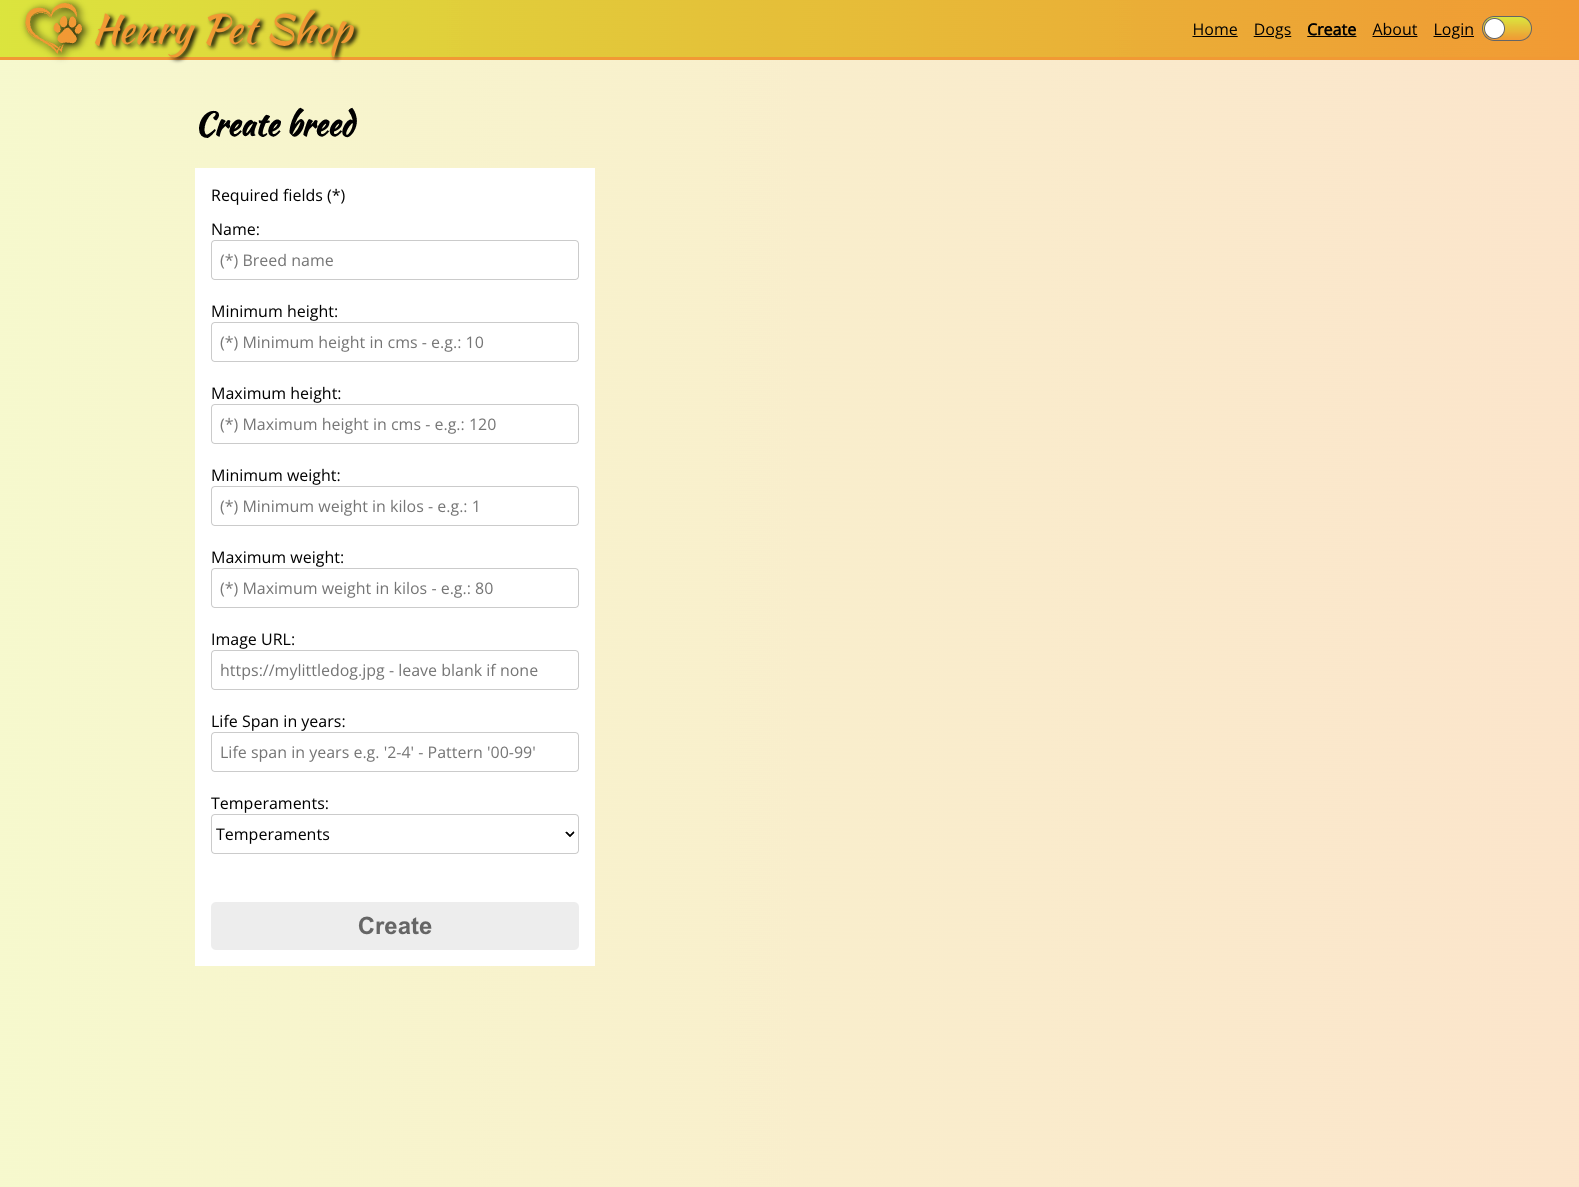 Henry Pet Shop
Home Dogs Create About Login
Create breed
Required fields (*)
Name:
(*) Breed name
Minimum height:
(*) Minimum height in cms - e.g.: 10
Maximum height:
(*) Maximum height in cms - e.g.: 120
Minimum weight:
(*) Minimum weight in kilos - e.g.: 1
Maximum weight:
(*) Maximum weight in kilos - e.g.: 80
Image URL:
https://mylittledog.jpg - leave blank if none
Life Span in years:
Life span in years e.g. '2-4' - Pattern '00-99'
Temperaments:
Temperaments
Create